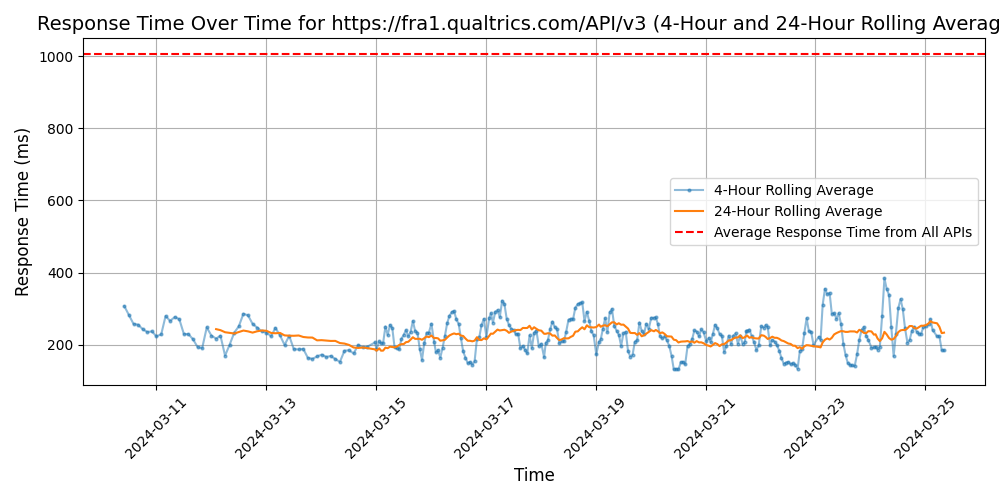 Response Time Over Time for https://fra1.qualtrics.com/API/v3 (4-Hour and 24-Hour Rolling Averag
Response Time (ms)
1000
800
600
400
200
4-Hour Rolling Average
24-Hour Rolling Average
Average Response Time from All APIs
2024-03-11
2024-03-13
2024-03-15
2024-03-17
2024-03-19
2024-03-21
2024-03-23
2024-03-25
Time